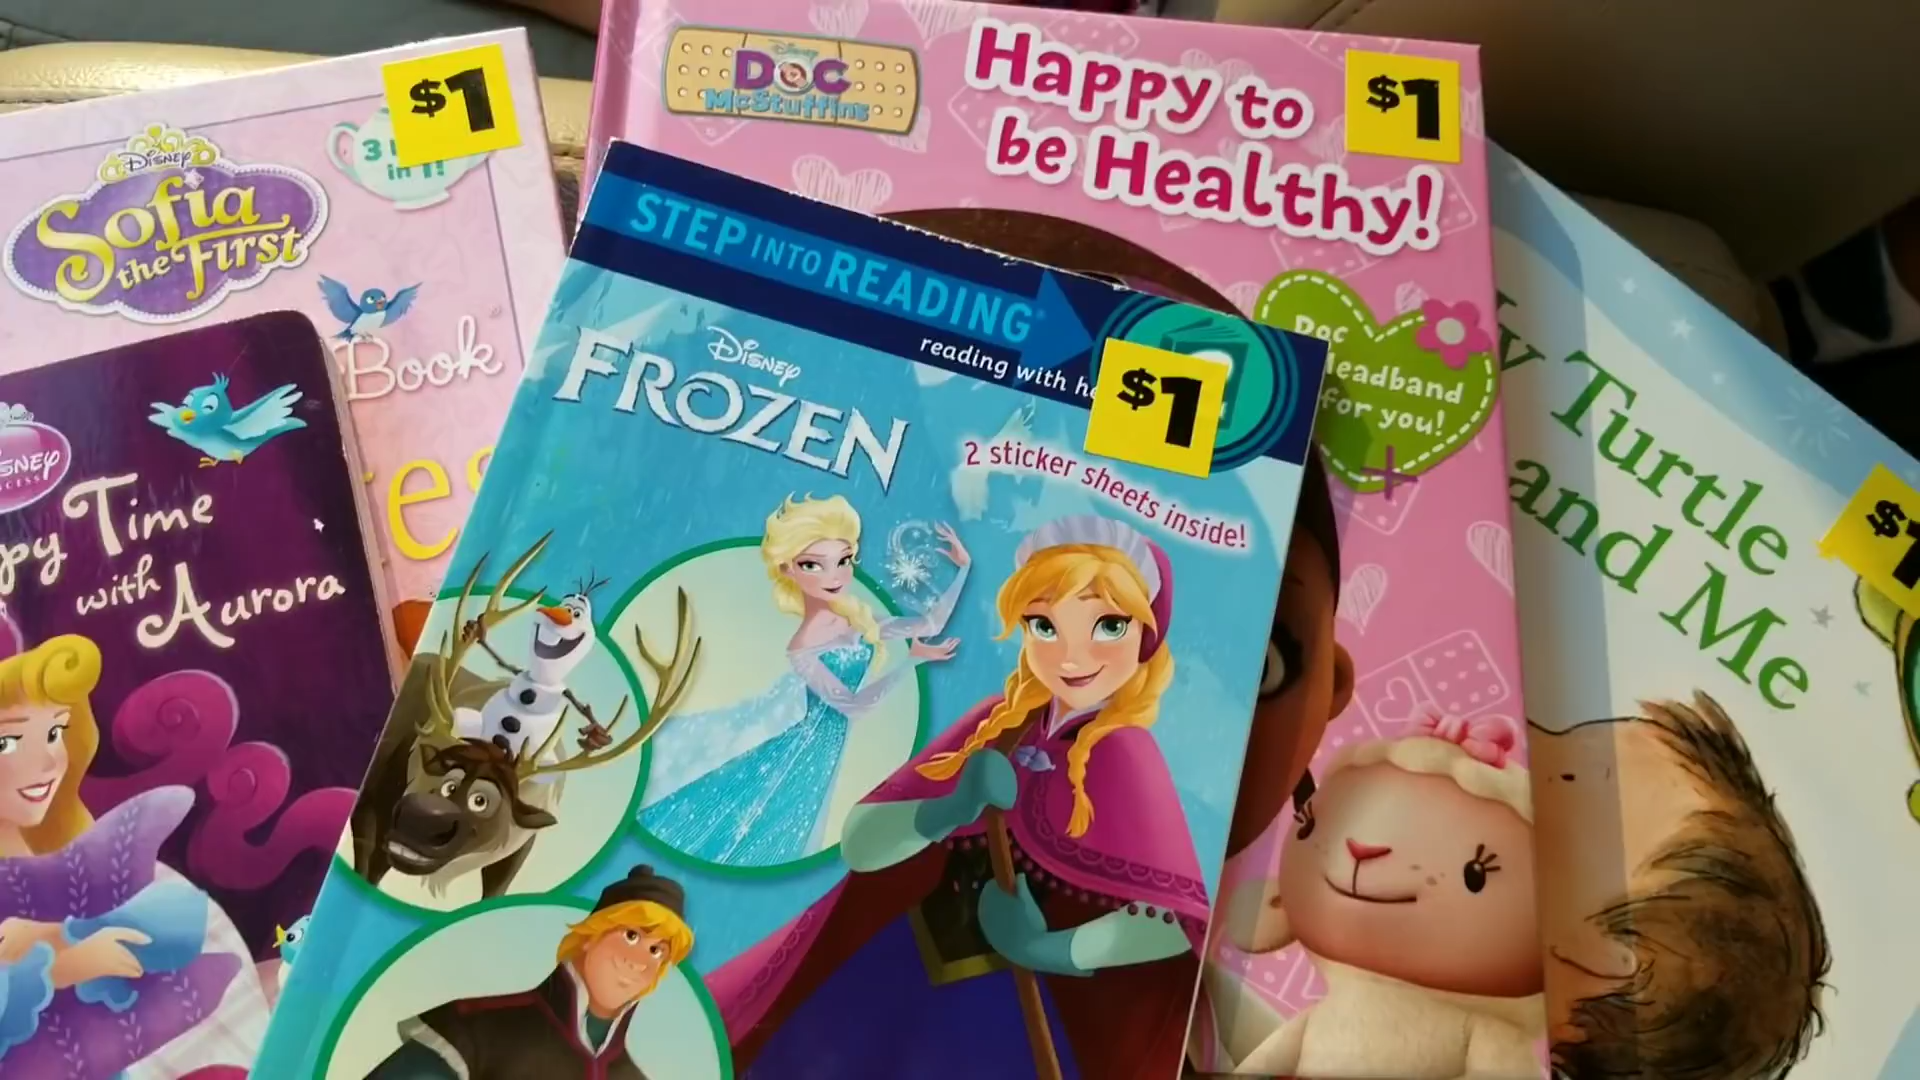 $1
Disney
Sofia
the First
3
in 1!
Book
Time
with Aurora
Disney
DOC
McStuffins
Happy to
be Healthy!
$1
Doc
for you!
STEP INTO READING
reading with
$1
Disney
FROZEN
2 sticker sheets inside!
Turtle
and Me
$1